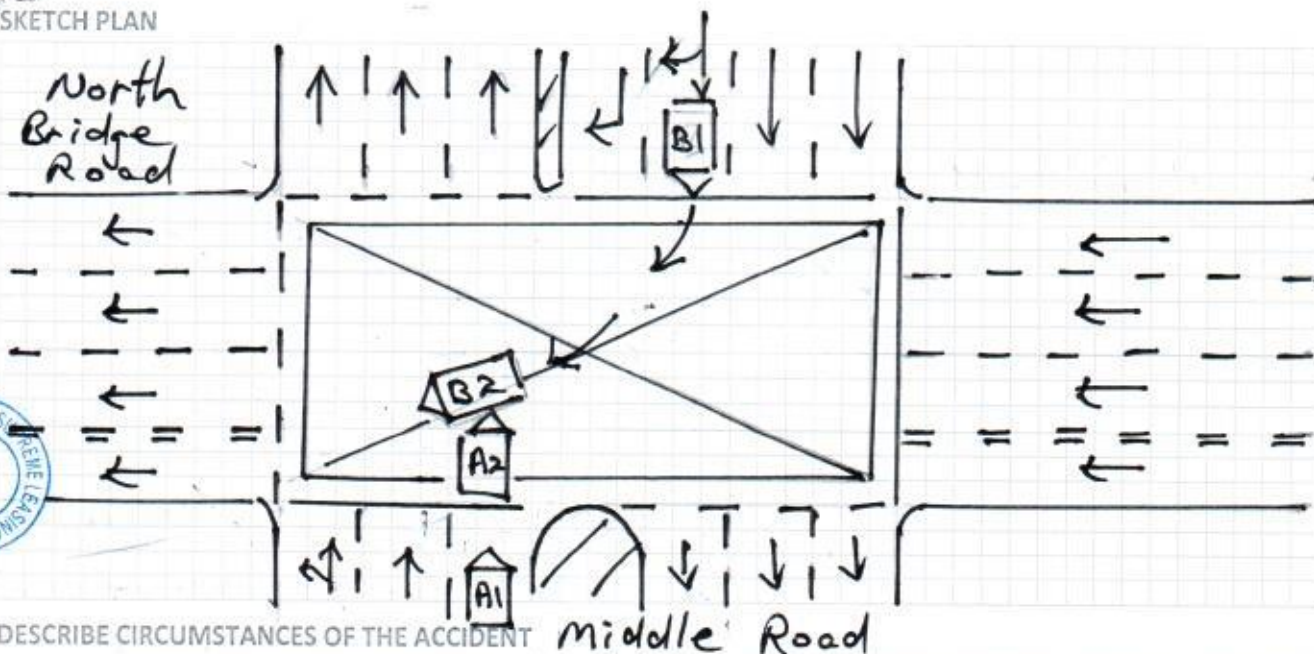 SKETCH PLAN
North
Bridge
Road
B1
B2
A2
A1
DESCRIBE CIRCUMSTANCES OF THE ACCIDENT
Middle Road